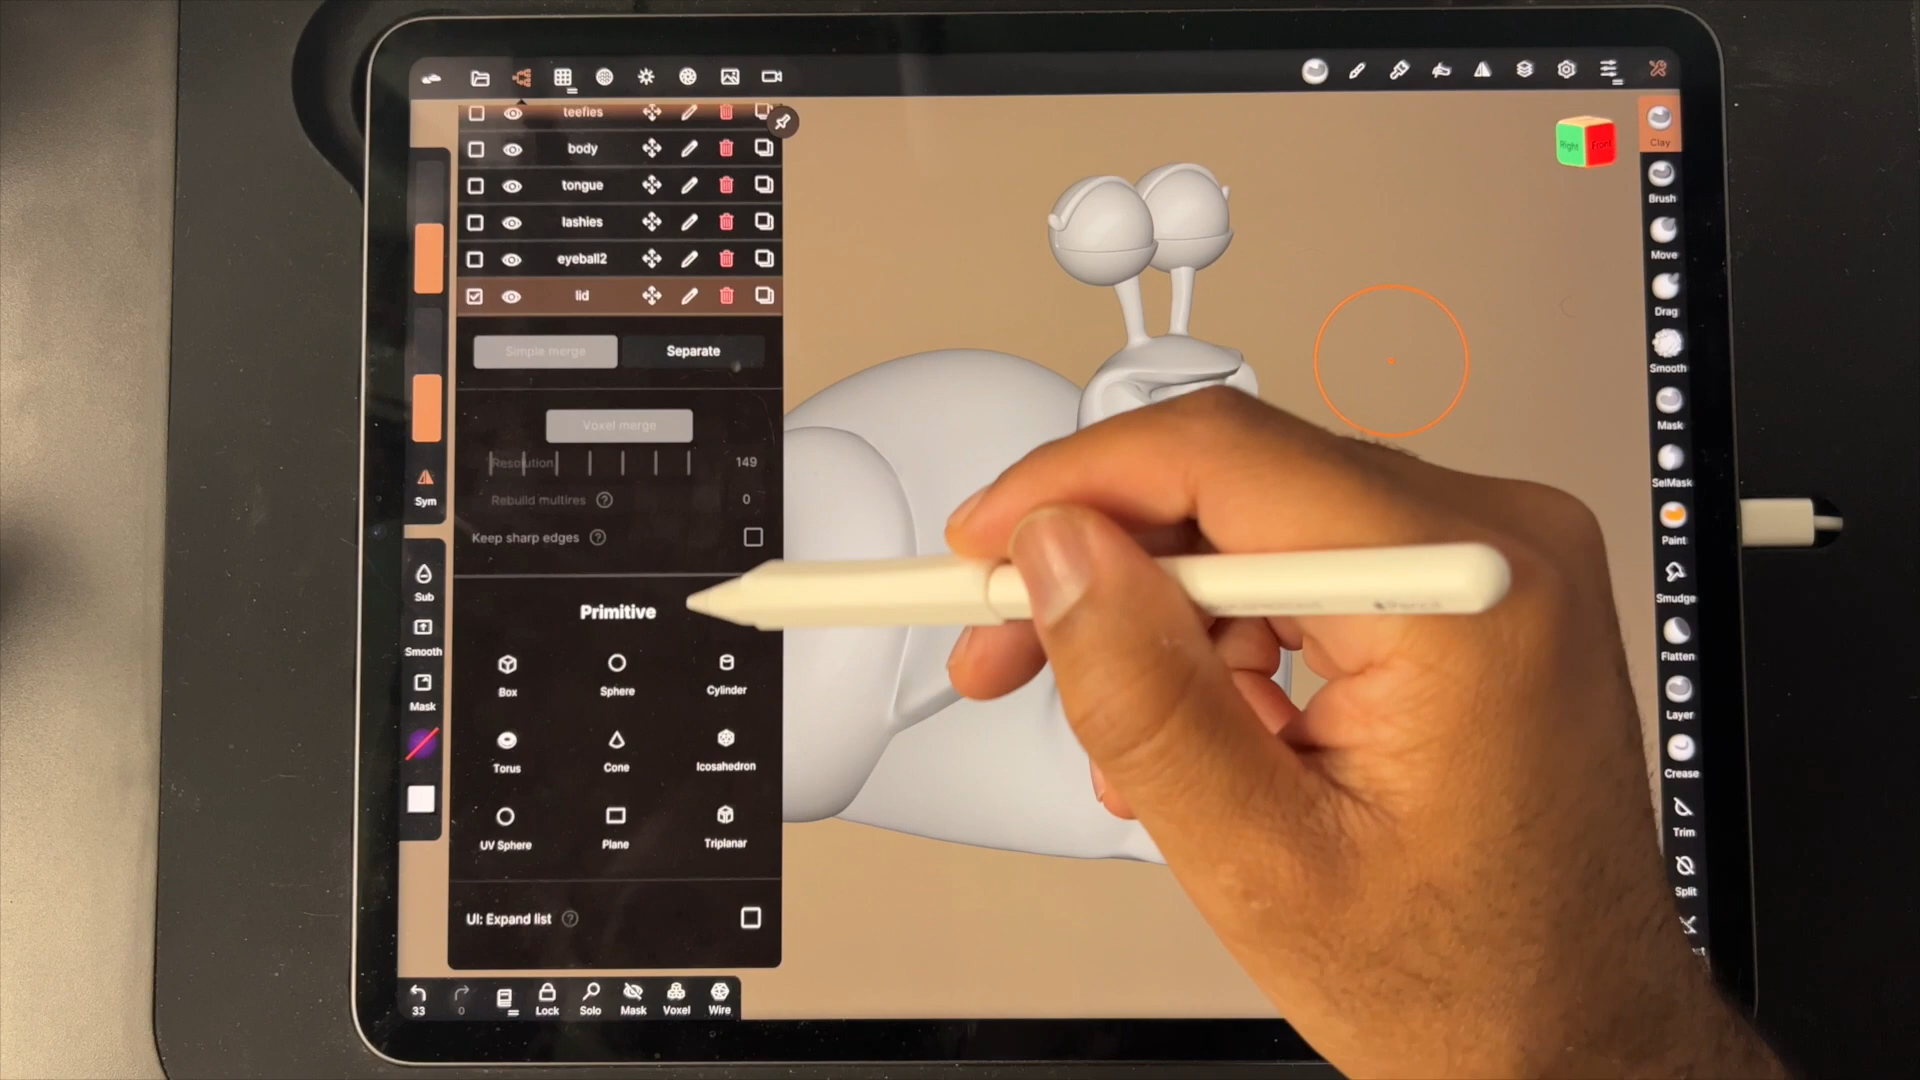 teefies
body
tongue
lashies
eyeball2
lid
Simple merge
Separate
Voxel merge
Resolution
149
Rebuild multires ?
0
Keep sharp edges ?
Primitive
Box
Sphere
Cylinder
Torus
Cone
Icosahedron
UV Sphere
Plane
Triplanar
UI: Expand list ?
Sym
Sub
Smooth
Mask
33
0
Lock
Solo
Mask
Voxel
Wire
Right
Front
Clay
Brush
Move
Drag
Smooth
Mask
SelMask
Paint
Smudge
Flatten
Layer
Crease
Trim
Split